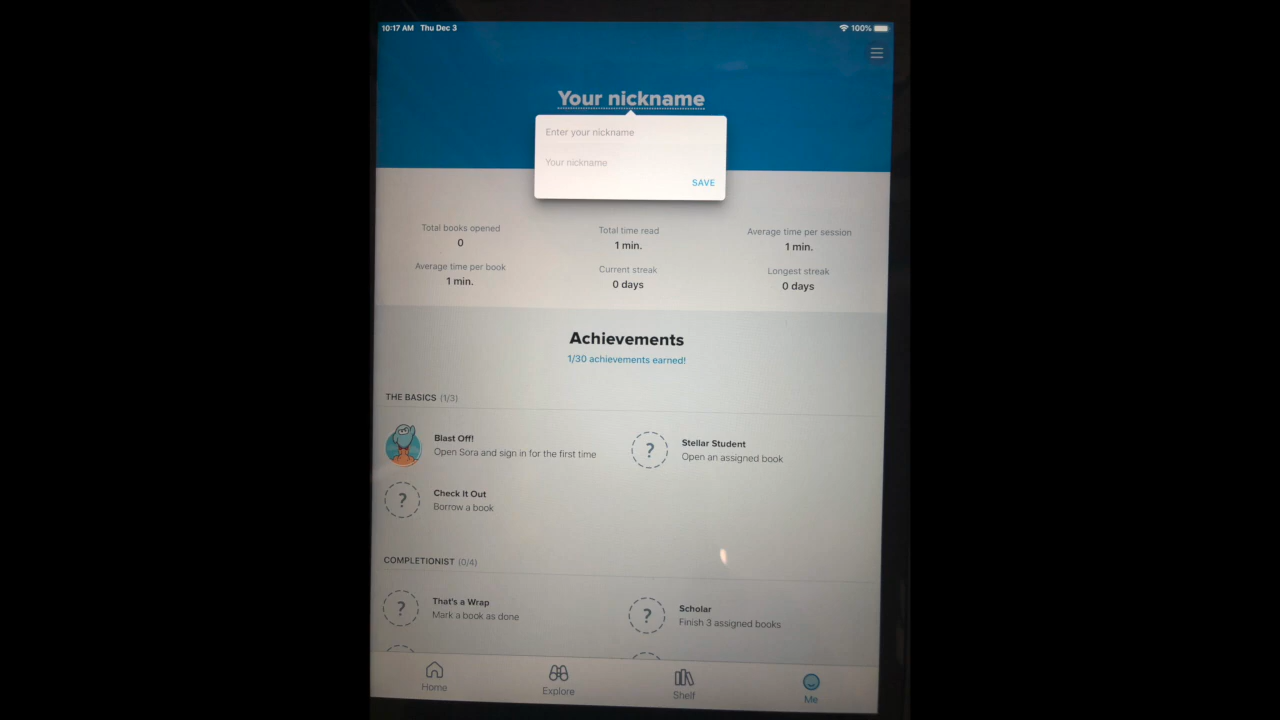 10:17 AM Thu Dec 3
100%
Your nickname
Enter your nickname
Your nickname
SAVE
Total books opened
0
Total time read
1 min.
Average time per session
1 min.
Average time per book
1 min.
Current streak
0 days
Longest streak
0 days
Achievements
1/30 achievements earned!
THE BASICS (1/3)
Blast Off!
Open Sora and sign in for the first time
Stellar Student
Open an assigned book
Check It Out
Borrow a book
COMPLETIONIST (0/4)
That's a Wrap
Mark a book as done
Scholar
Finish 3 assigned books
Home
Explore
Shelf
Me